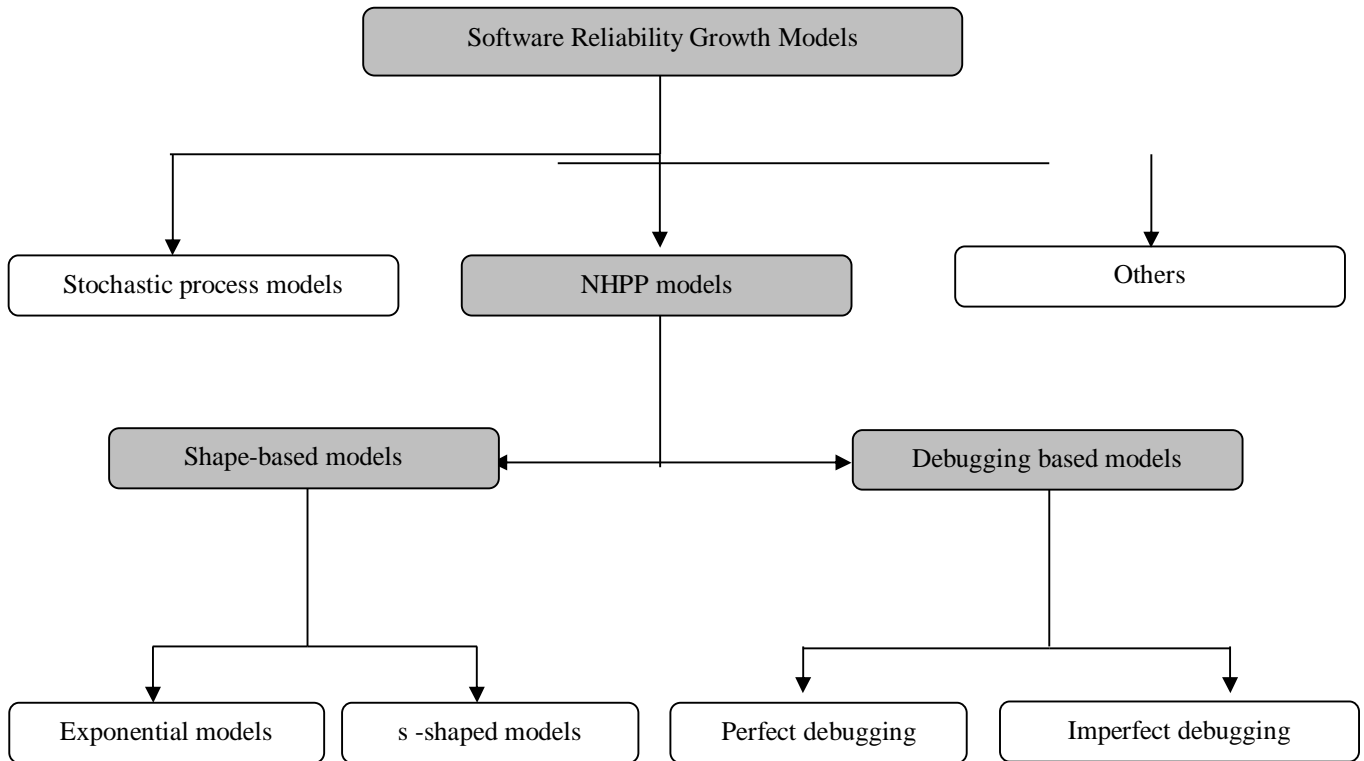 Software Reliability Growth Models
Stochastic process models
NHPP models
Others
Shape-based models
Debugging based models
Exponential models
s -shaped models
Perfect debugging
Imperfect debugging